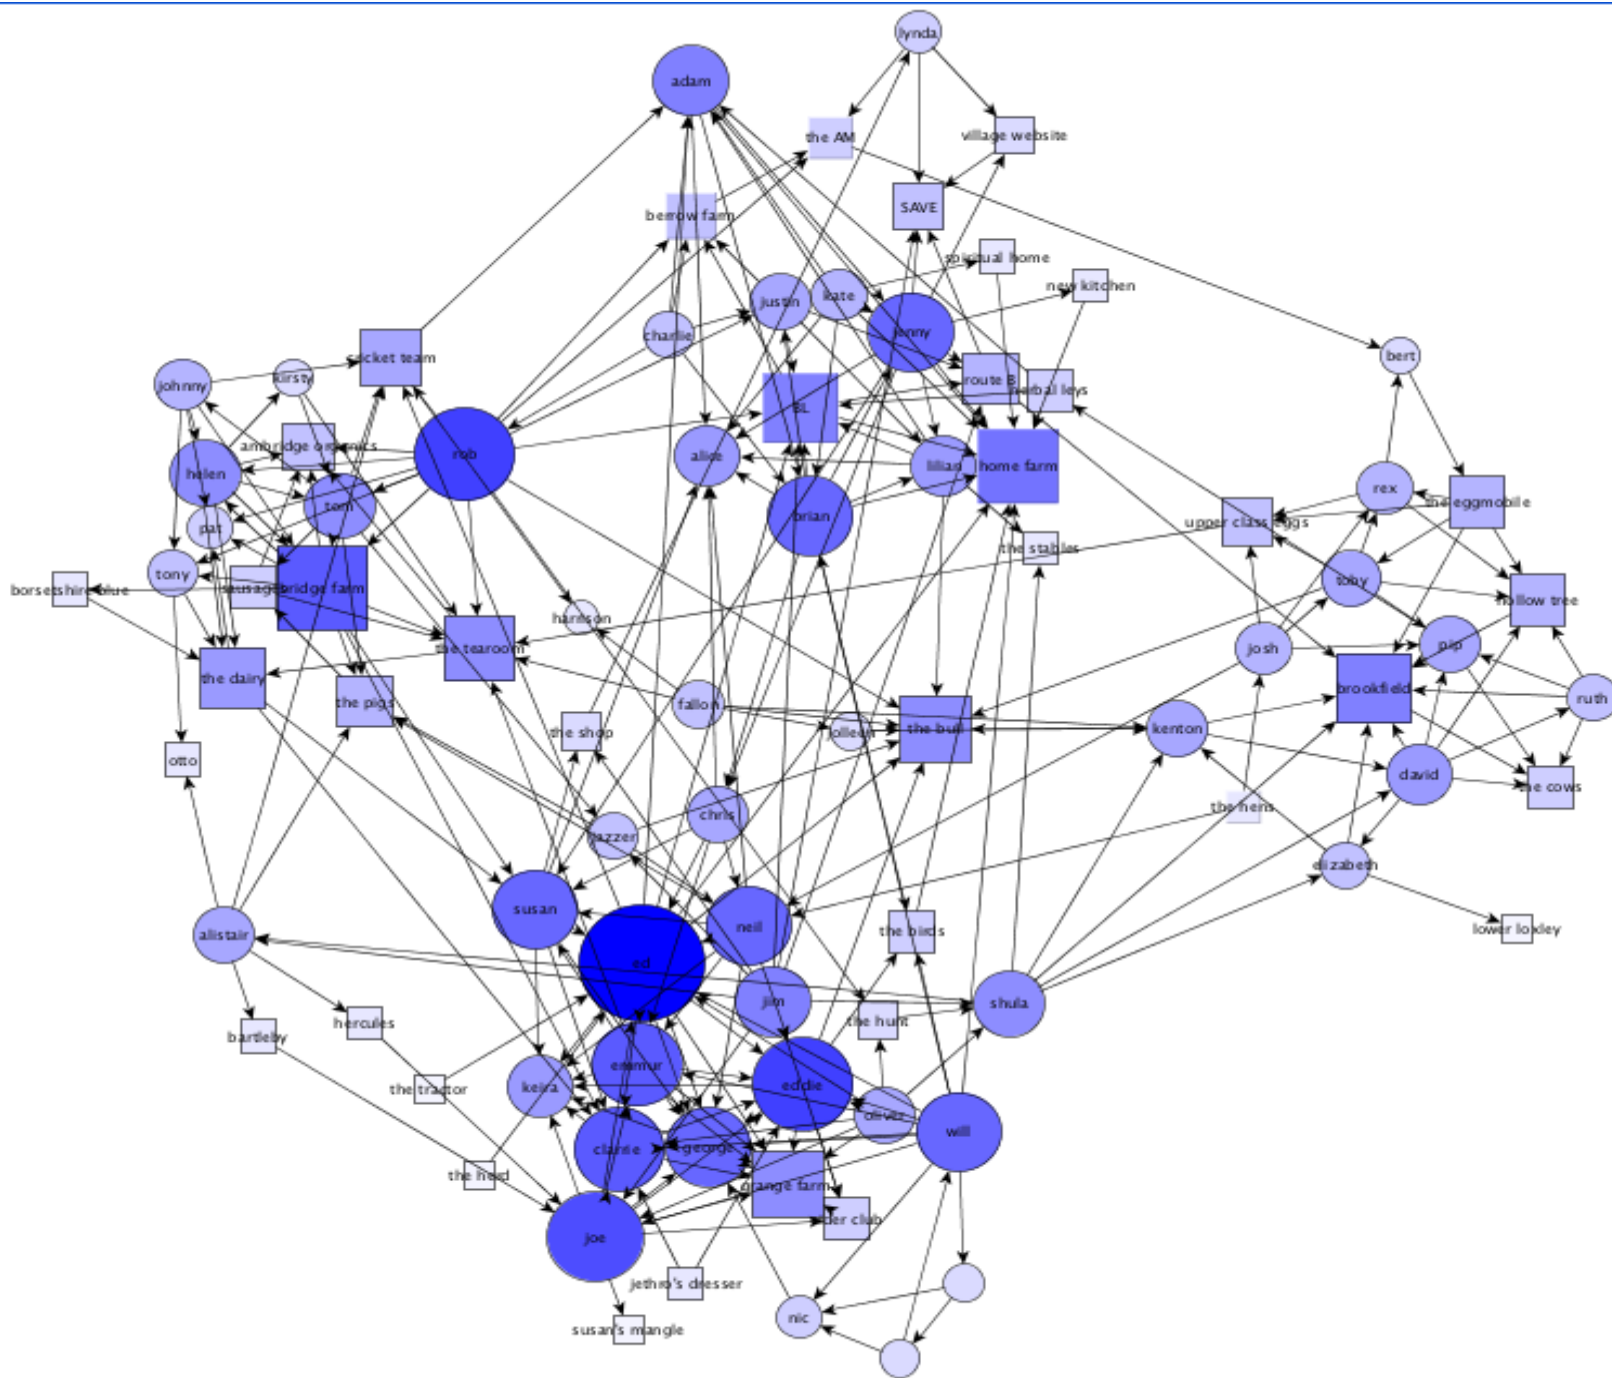 lynda
adam
the AM
village website
berrow farm
SAVE
spiritual home
new kitchen
justin
kate
jenny
charlie
cricket team
bert
johnny
kirsty
route B
herbal leys
BL
ambridge organics
rob
alice
lilian
home farm
helen
tom
brian
rex
the eggmobile
upper class eggs
pat
the stables
tony
toby
borsetshire blue
sausages
bridge farm
hollow tree
harrison
the tearoom
josh
pip
the dairy
brookfield
ruth
the pigs
fallon
the shop
jolleen
the bull
kenton
otto
david
the cows
chris
the hens
jazzer
elizabeth
susan
neil
the birds
lower loxley
alistair
ed
jim
shula
hercules
the hunt
bartleby
emmur
the tractor
keira
eddie
oliver
will
clarrie
george
the herd
grange farm
joe
jethro's dresser
nic
susan's mangle